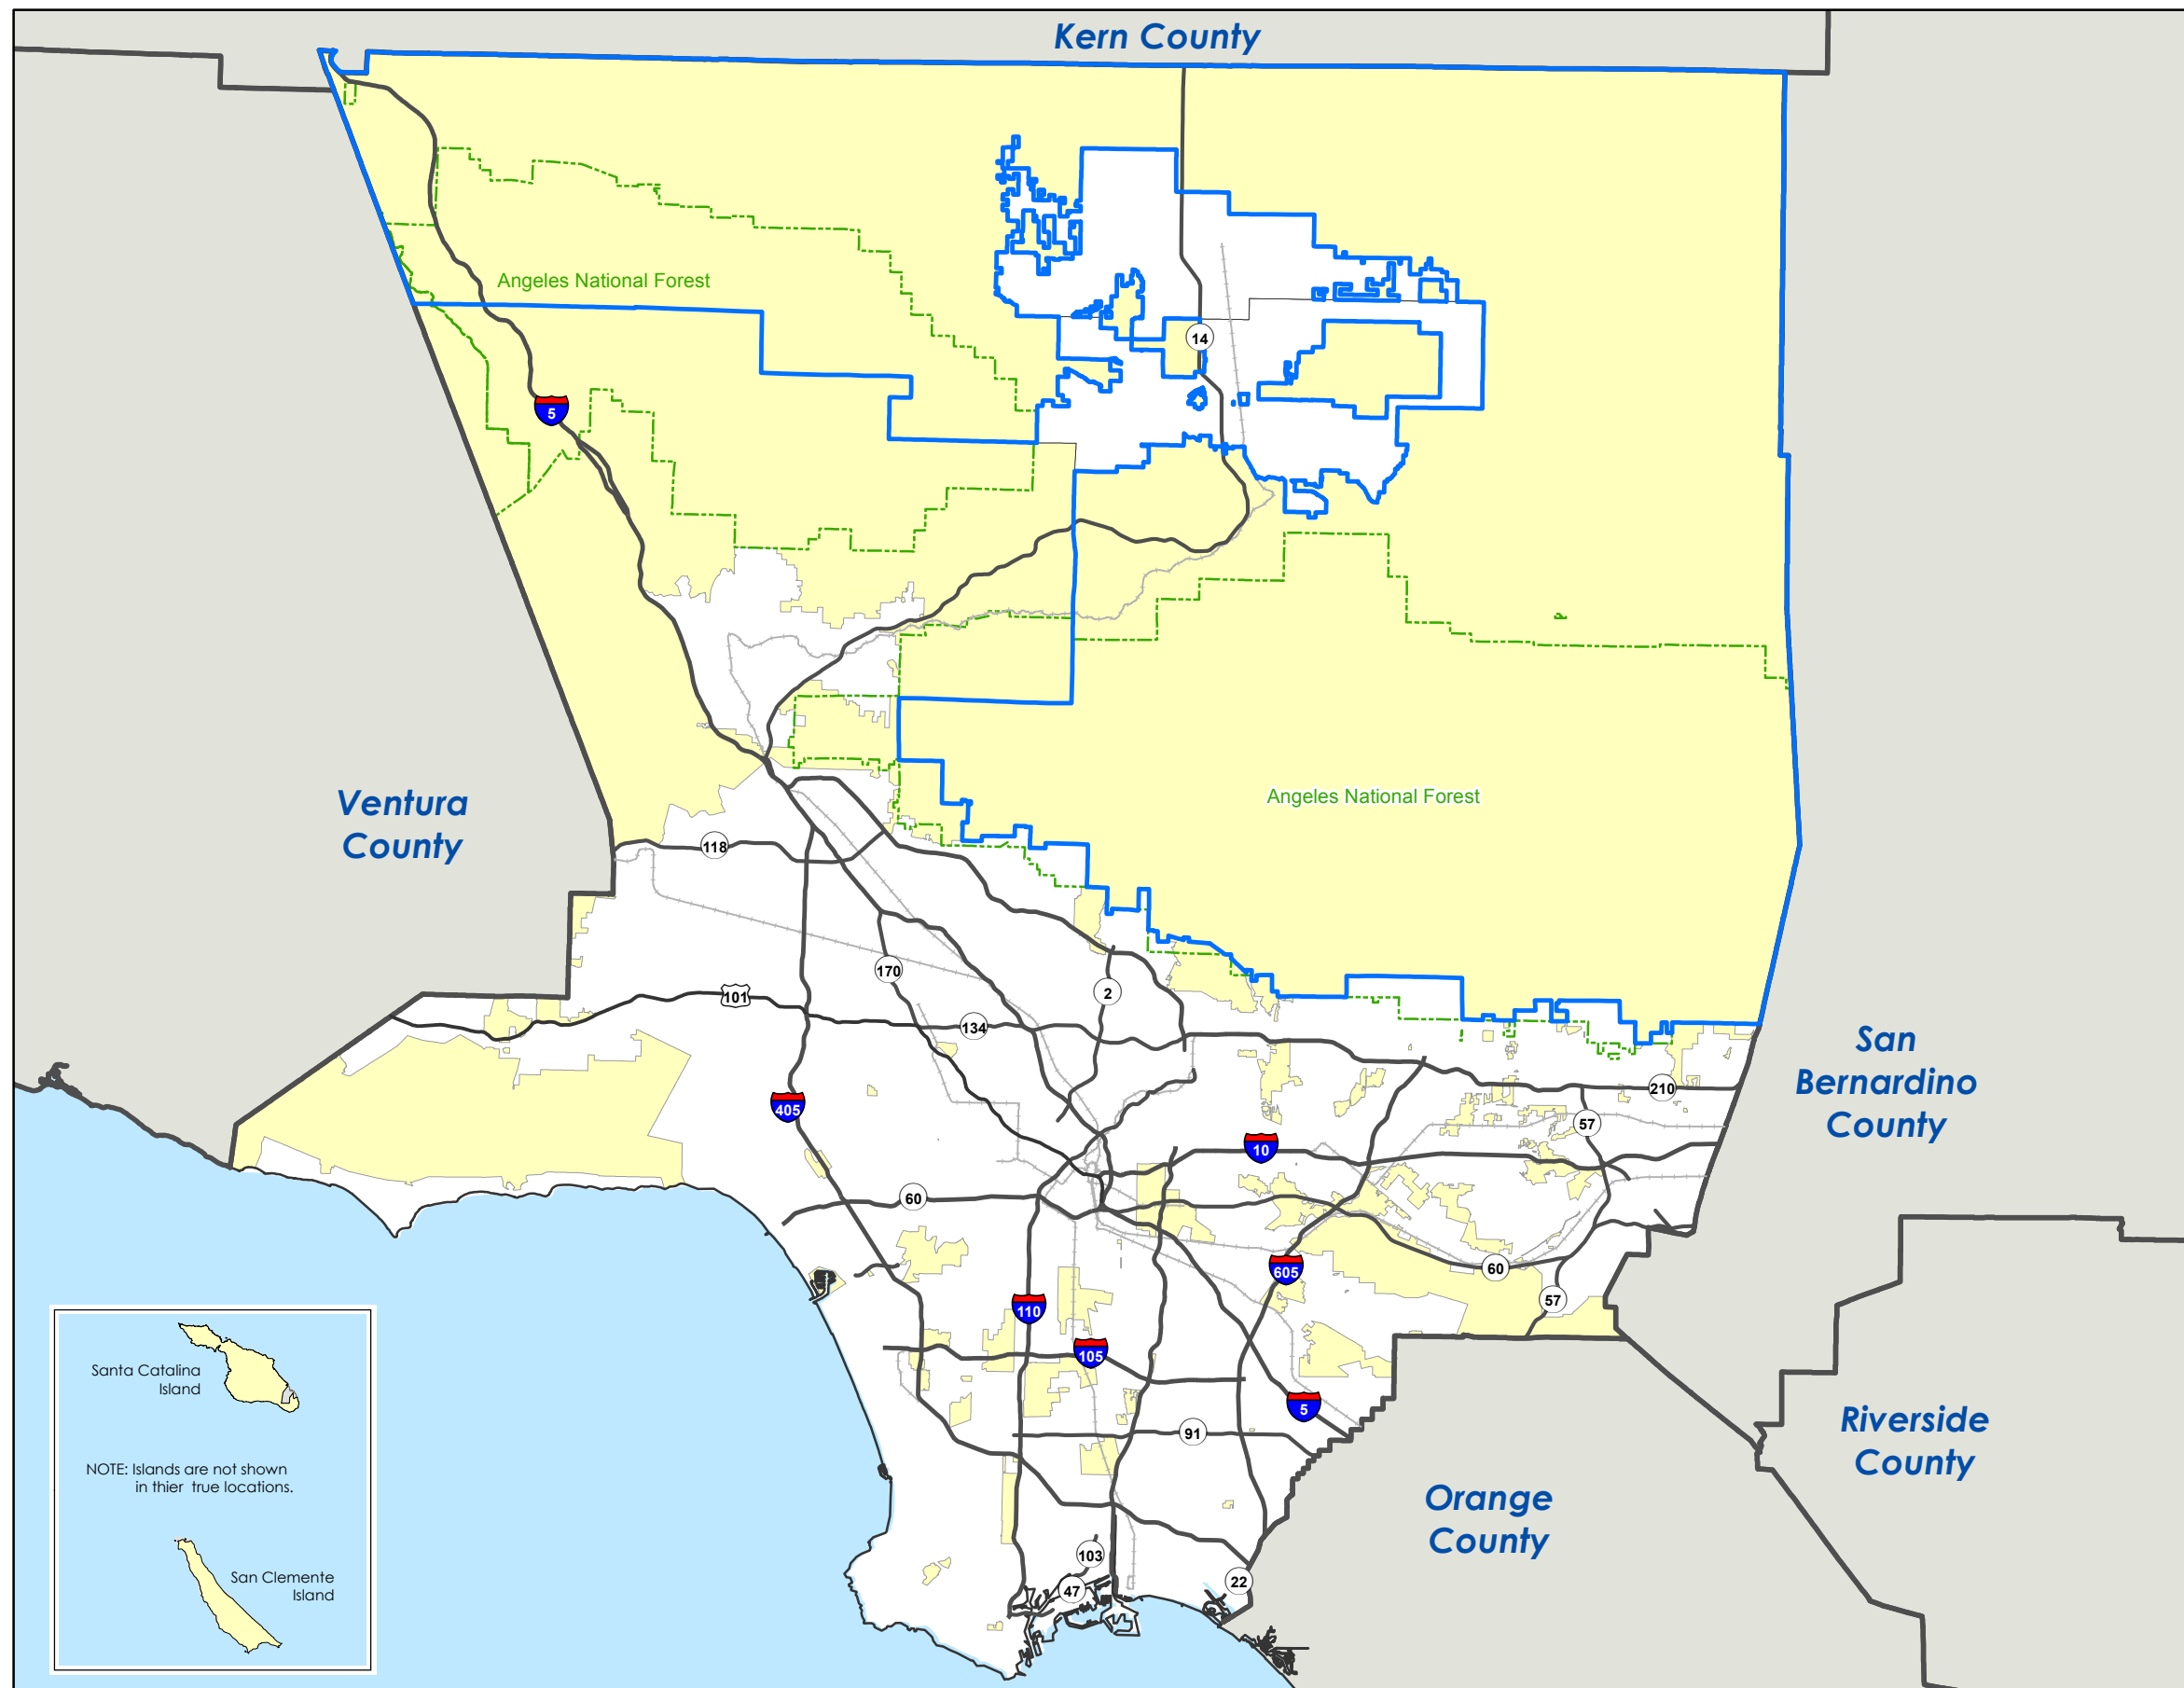 Kern County
Angeles National Forest
14
5
Ventura
County
Angeles National Forest
118
170
101
2
134
San
Bernardino
County
405
210
57
10
60
605
60
57
110
105
5
91
Santa Catalina
Island
NOTE: Islands are not shown
in thier true locations.
San Clemente
Island
Riverside
County
Orange
County
103
47
22